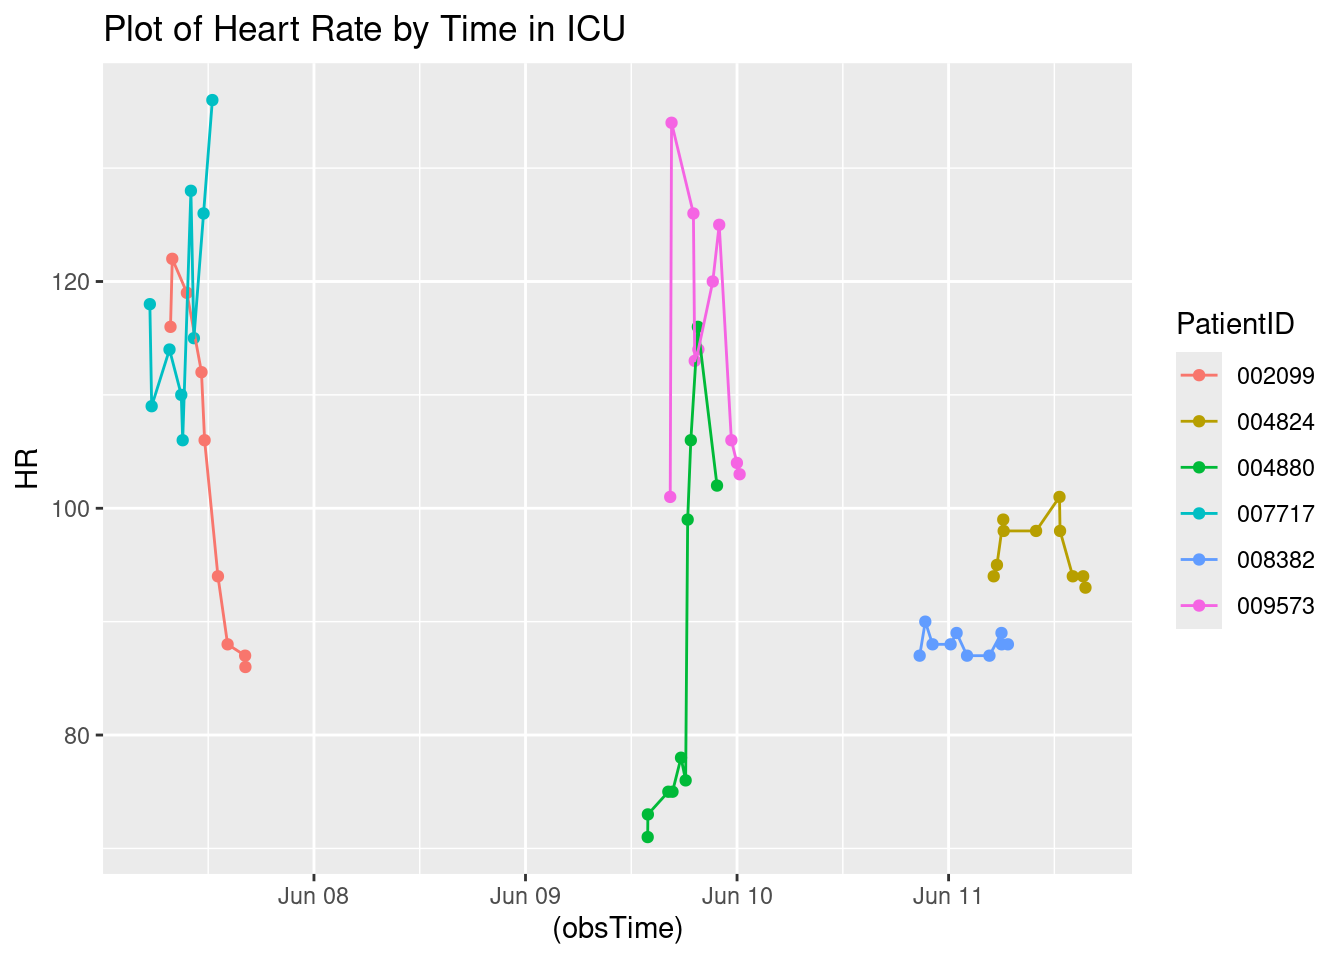 Plot of Heart Rate by Time in ICU
HR
120
100
80
Jun 08
Jun 09
Jun 10
Jun 11
(obsTime)
PatientID
002099
004824
004880
007717
008382
009573